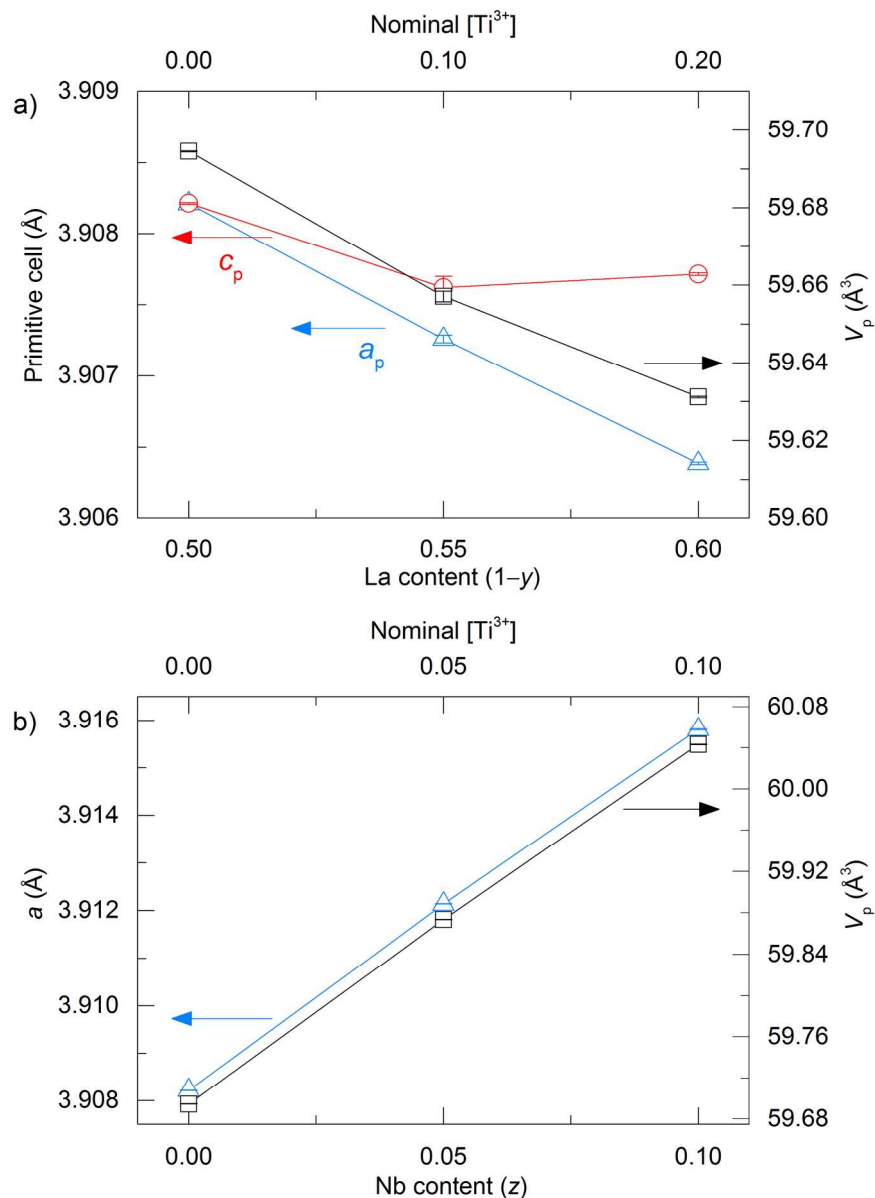 Nominal [Ti³⁺]
0.00 0.10 0.20
a)
3.909
3.908
3.907
3.906
Primitive cell (Å)
cₚ
aₚ
59.70
59.68
59.66
59.64
59.62
59.60
Vₚ (Å³)
0.50 0.55 0.60
La content (1−y)
Nominal [Ti³⁺]
0.00 0.05 0.10
b)
3.916
3.914
3.912
3.910
3.908
a (Å)
60.08
60.00
59.92
59.84
59.76
59.68
Vₚ (Å³)
0.00 0.05 0.10
Nb content (z)